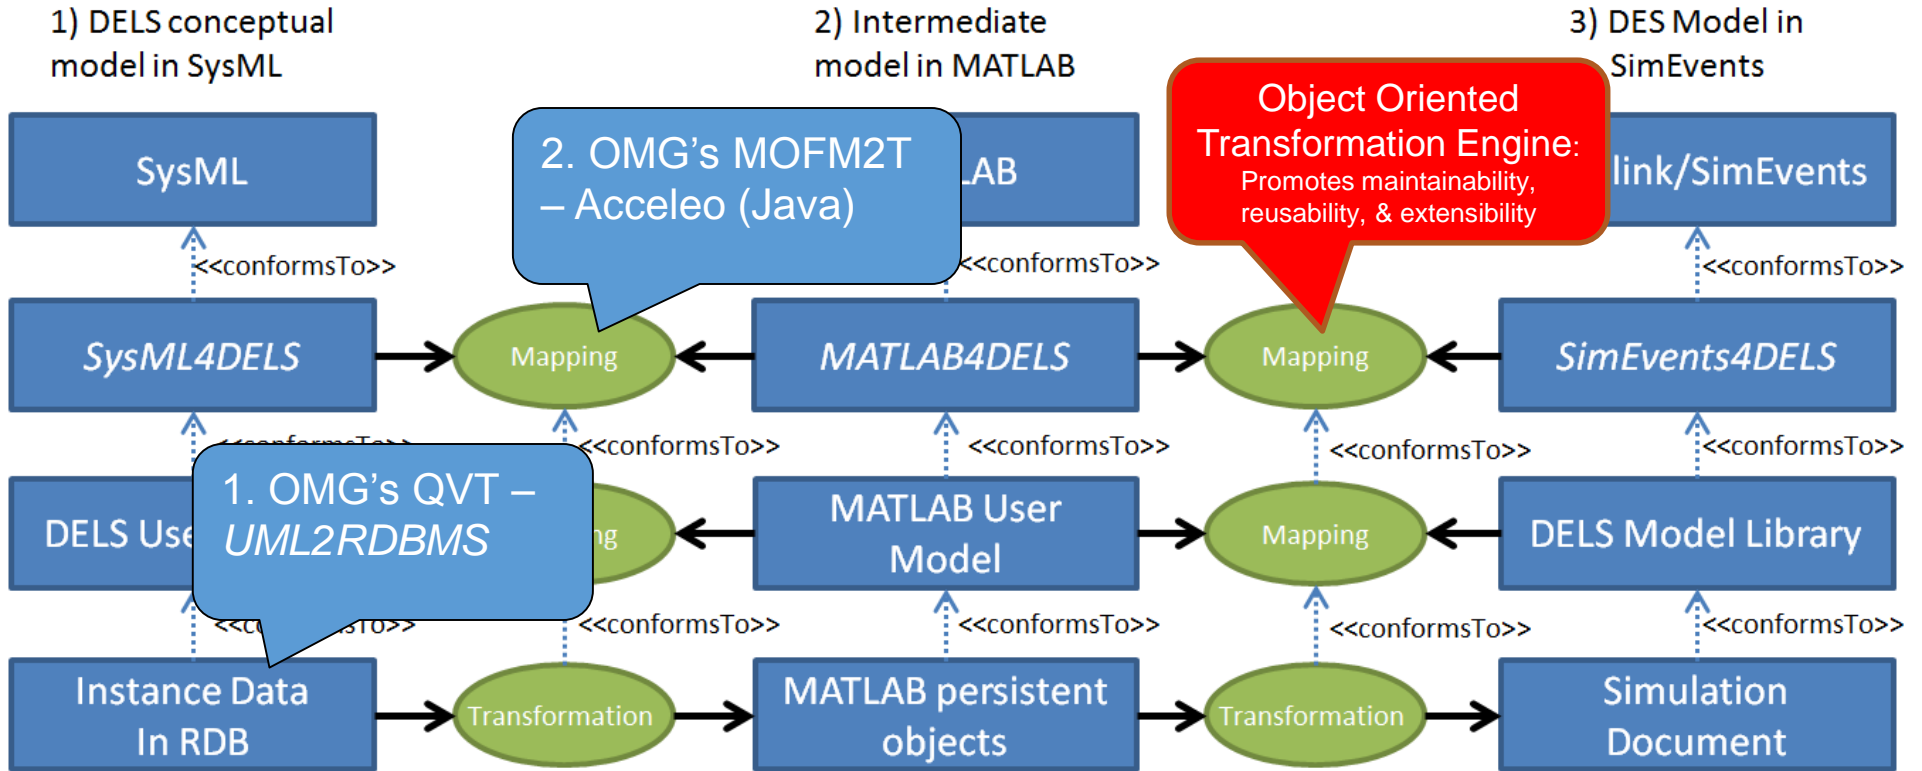 1) DELS conceptual
model in SysML
2) Intermediate
model in MATLAB
3) DES Model in
SimEvents
SysML
2. OMG's MOFM2T
– Acceleo (Java)
LAB
Object Oriented
Transformation Engine:
Promotes maintainability,
reusability, & extensibility
link/SimEvents
<<conformsTo>>
<<conformsTo>>
<<conformsTo>>
SysML4DELS
Mapping
MATLAB4DELS
Mapping
SimEvents4DELS
<<conformsTo>>
<<conformsTo>>
<<conformsTo>>
<<conformsTo>>
<<conformsTo>>
DELS Use
1. OMG's QVT –
UML2RDBMS
ng
MATLAB User
Model
Mapping
DELS Model Library
<<conformsTo>>
<<conformsTo>>
<<conformsTo>>
<<conformsTo>>
Instance Data
In RDB
Transformation
MATLAB persistent
objects
Transformation
Simulation
Document